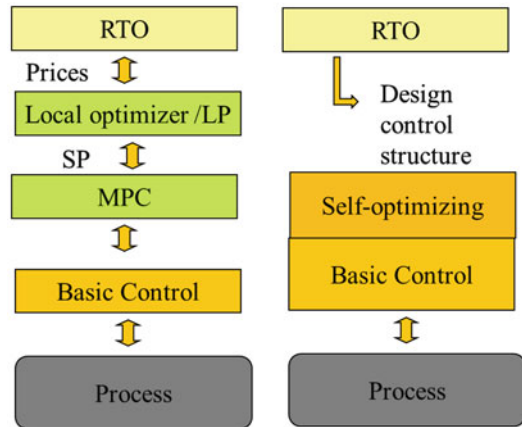 RTO
Prices
Local optimizer /LP
SP
MPC
Basic Control
Process
RTO
Design
control
structure
Self-optimizing
Basic Control
Process